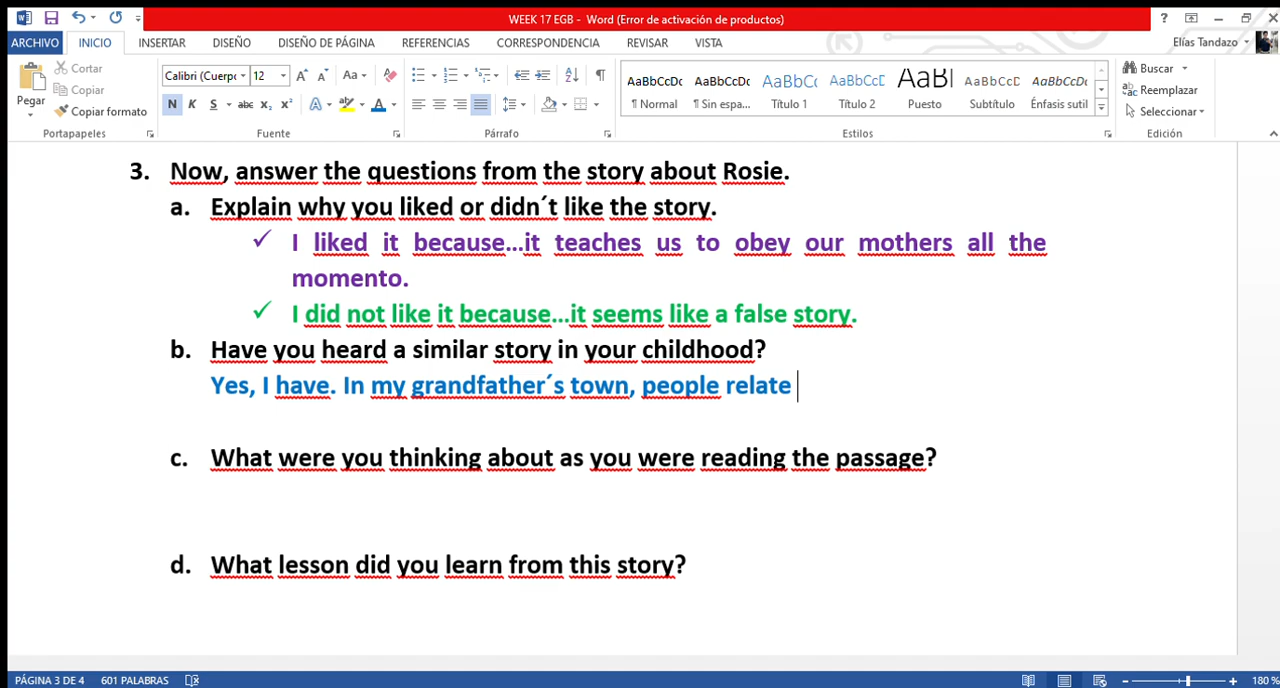 WEEK 17 EGB - Word (Error de activación de productos)
ARCHIVO INICIO INSERTAR DISEÑO DISEÑO DE PÁGINA REFERENCIAS CORRESPONDENCIA REVISAR VISTA Elías Tandazo
Cortar
Copiar
Copiar formato
Pegar
Calibri (Cuerpo 12
Buscar
Reemplazar
Seleccionar
AaBbCcDc AaBbCcDc AaBbCc AaBbCcD AaBl AaBbCcD AaBbCcDc
¶ Normal ¶ Sin espa... Título 1 Título 2 Puesto Subtítulo Énfasis sutil
Portapapeles Fuente Párrafo Estilos Edición
3. Now, answer the questions from the story about Rosie.
a. Explain why you liked or didn´t like the story.
✓ I liked it because…it teaches us to obey our mothers all the
momento.
✓ I did not like it because…it seems like a false story.
b. Have you heard a similar story in your childhood?
Yes, I have. In my grandfather´s town, people relate
c. What were you thinking about as you were reading the passage?
d. What lesson did you learn from this story?
PÁGINA 3 DE 4 601 PALABRAS 180 %